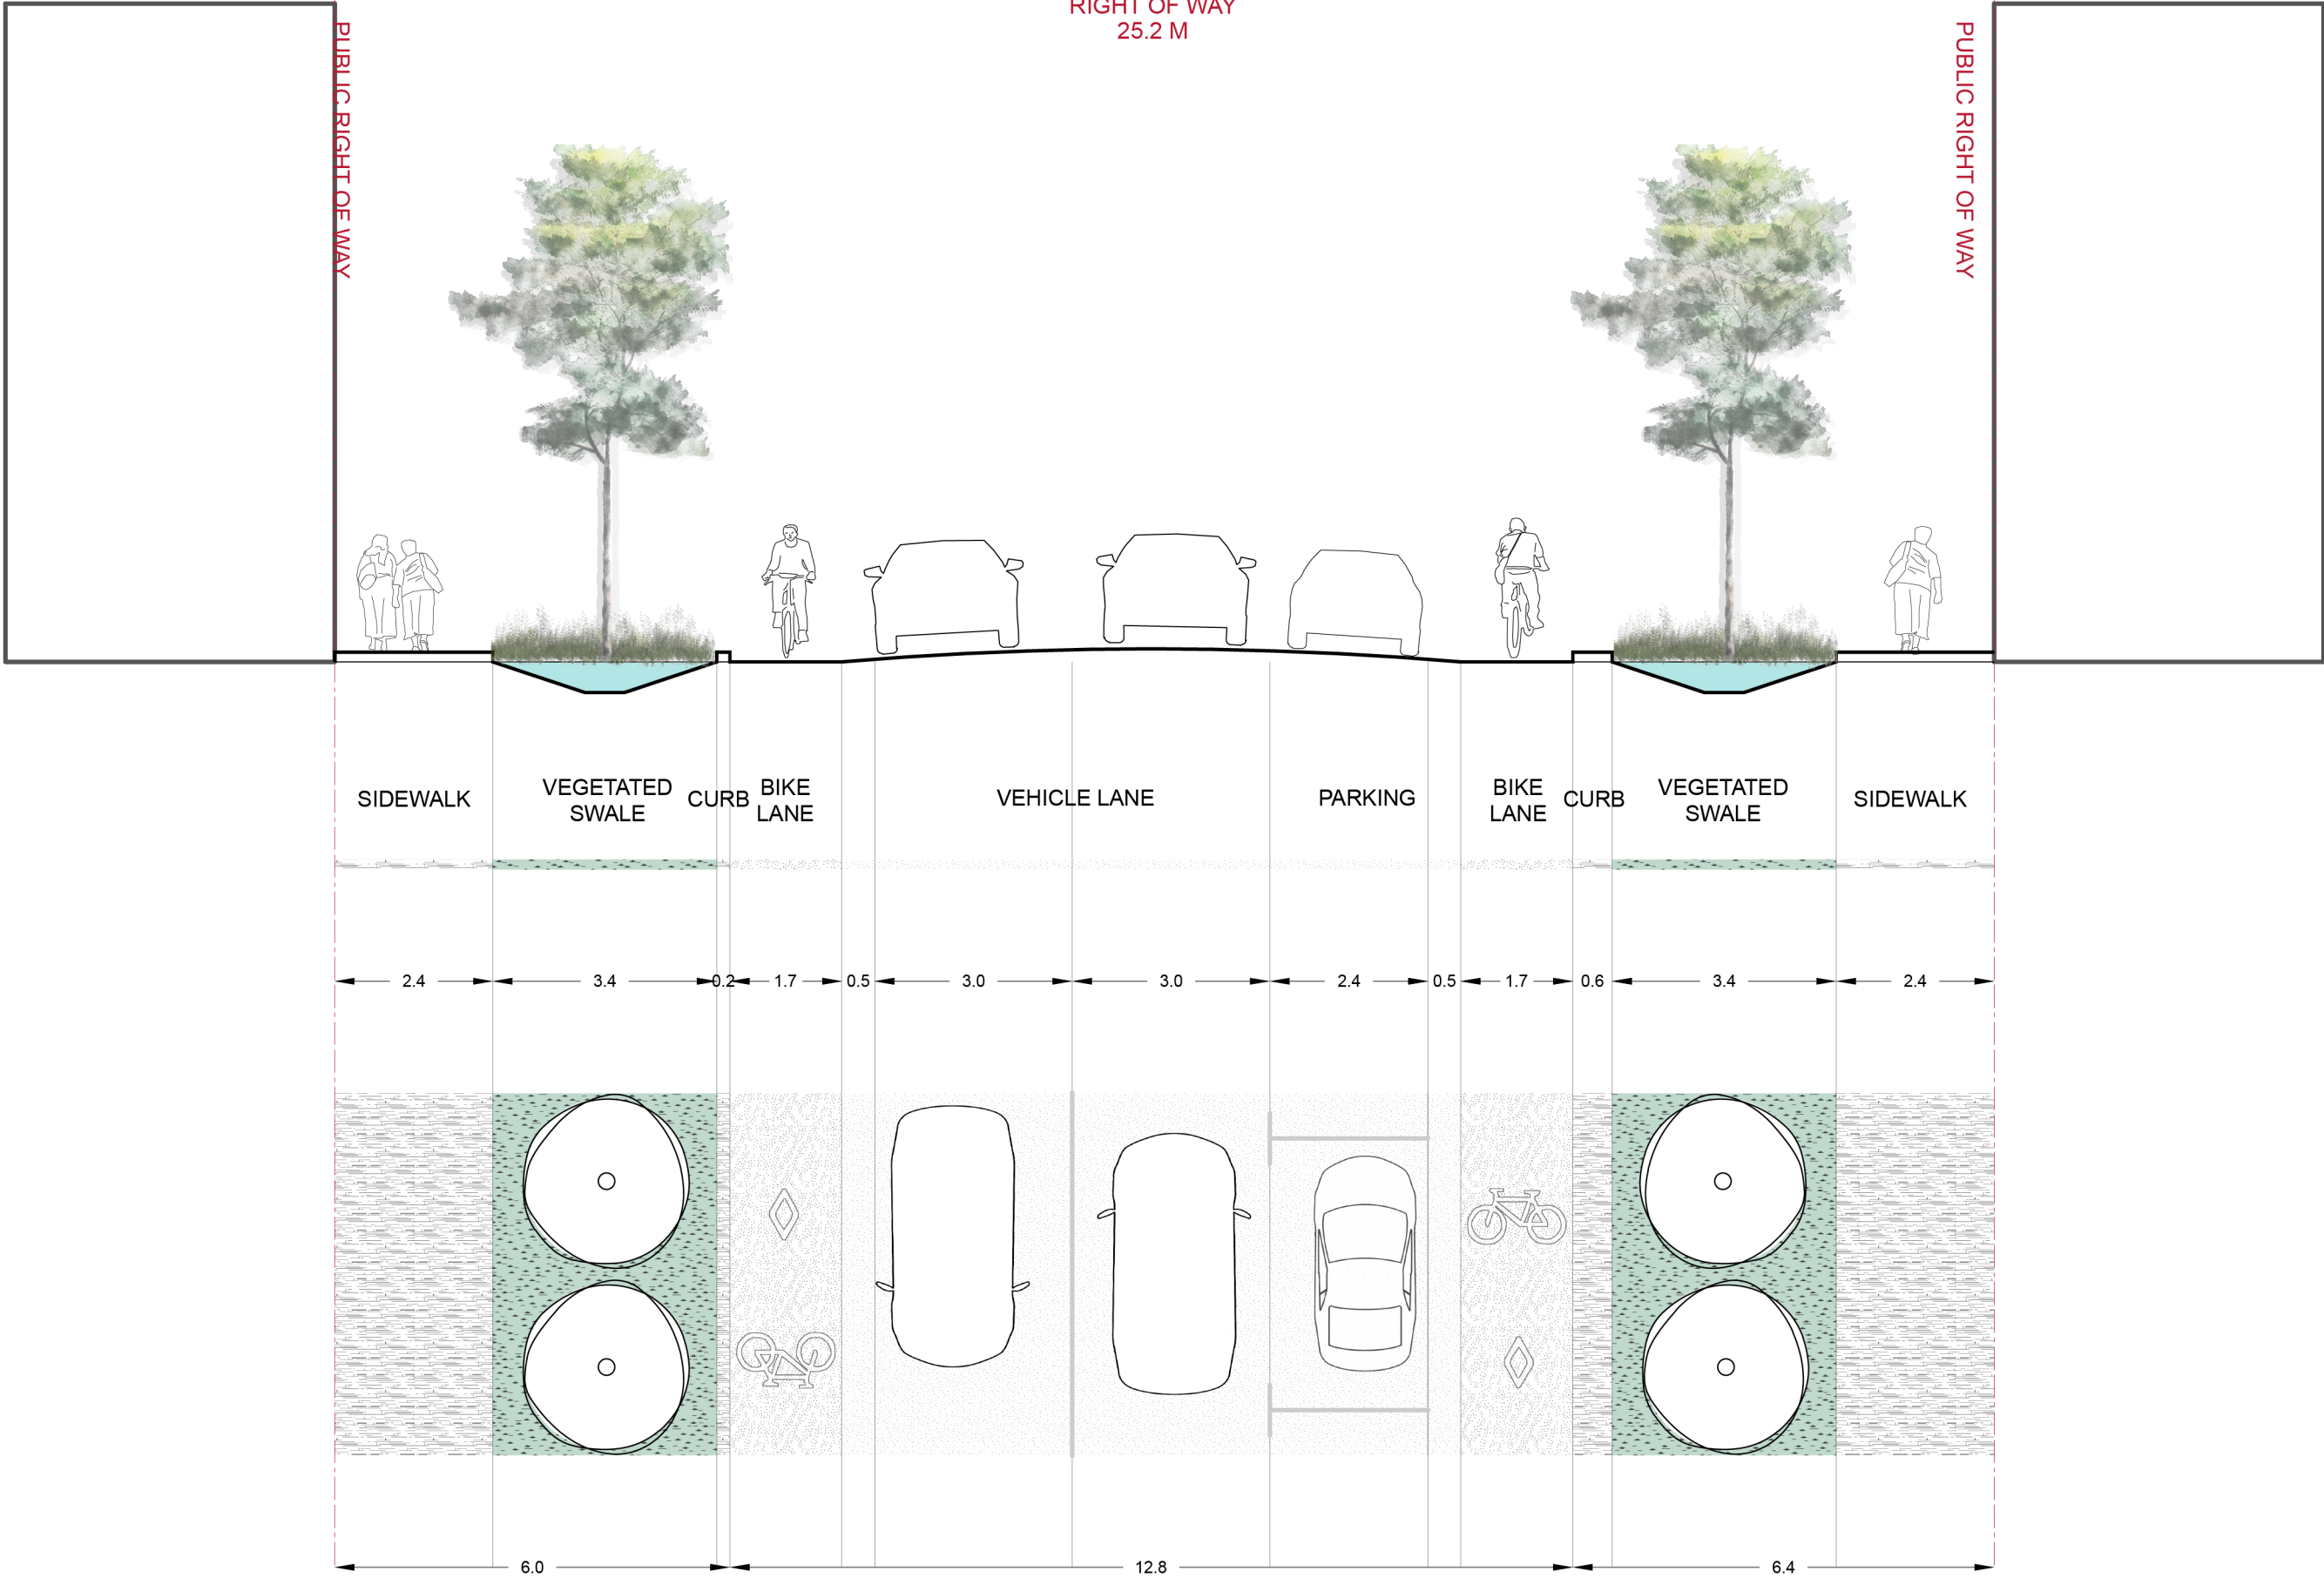 RIGHT OF WAY
25.2 M
PUBLIC RIGHT OF WAY
PUBLIC RIGHT OF WAY
SIDEWALK
VEGETATED
SWALE
CURB
BIKE
LANE
VEHICLE LANE
PARKING
BIKE
LANE
CURB
VEGETATED
SWALE
SIDEWALK
2.4
3.4
0.2
1.7
0.5
3.0
3.0
2.4
0.5
1.7
0.6
3.4
2.4
6.0
12.8
6.4